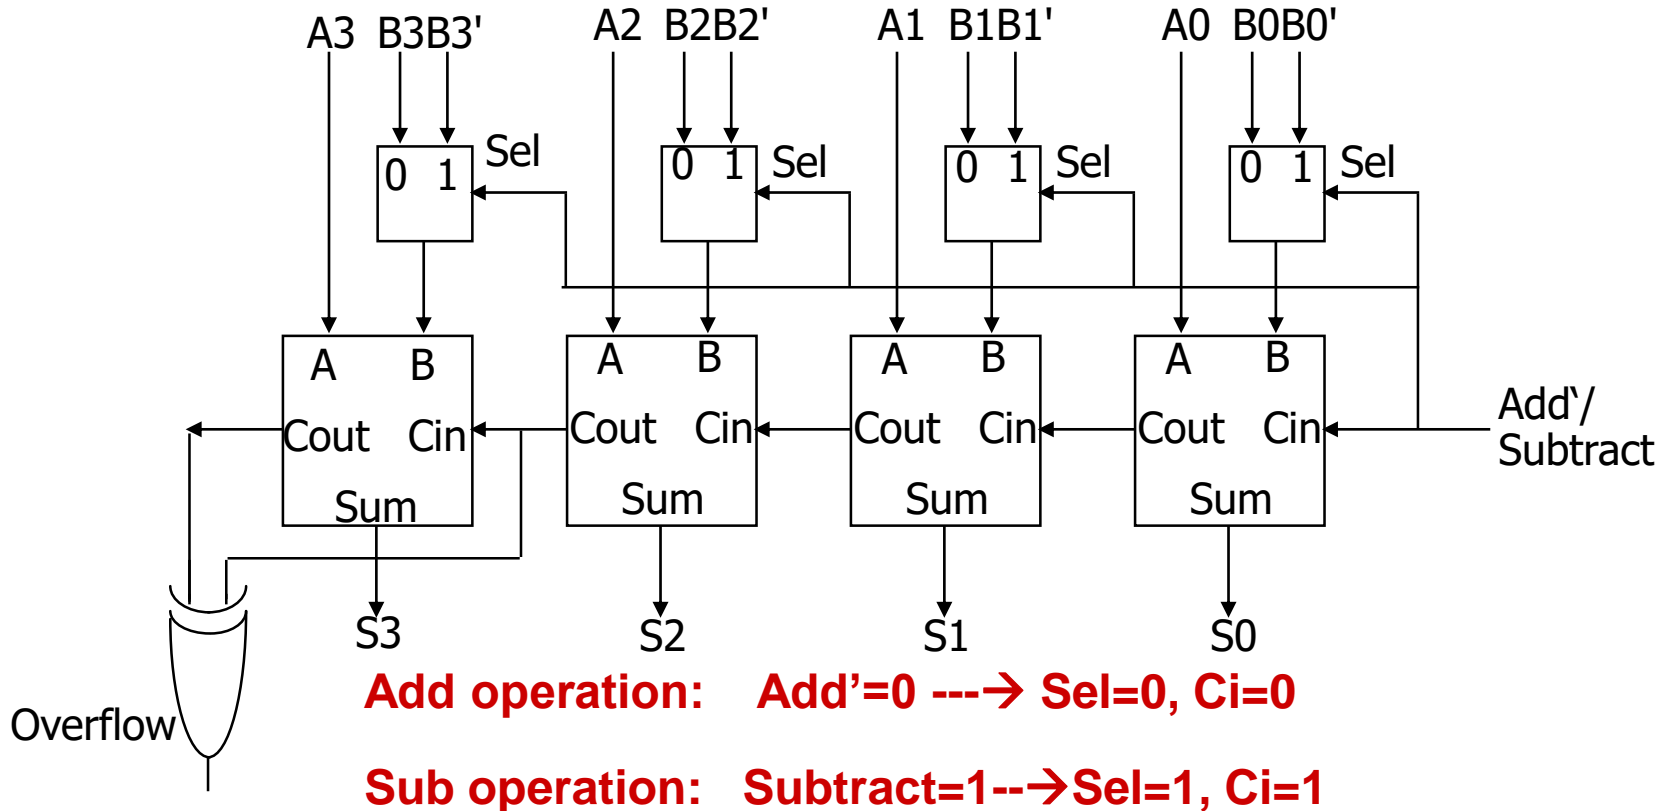 A3 B3B3' A2 B2B2' A1 B1B1' A0 B0B0'
0 1 Sel 0 1 Sel 0 1 Sel 0 1 Sel
A B A B A B A B
Cout Cin Cout Cin Cout Cin Cout Cin
Add‘/
Subtract
Sum Sum Sum Sum
S3 S2 S1 S0
Add operation: Add’=0 ---→ Sel=0, Ci=0
Overflow
Sub operation: Subtract=1--→Sel=1, Ci=1